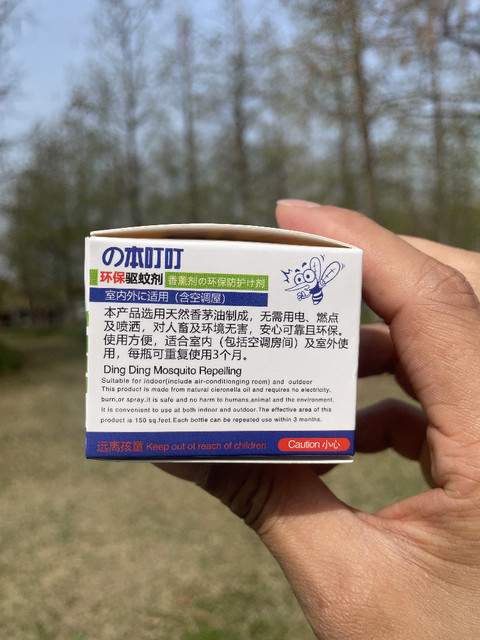 の本叮叮
环保驱蚊剂 香薰剂の环保防护汁剂
室内外に适用（含空调屋）
本产品选用天然香茅油制成，无需用电、燃点
及喷洒，对人畜及环境无害，安心可靠且环保。
使用方便，适合室内（包括空调房间）及室外使
用，每瓶可重复使用3个月。
Ding Ding Mosquito Repelling
Suitable for indoor(include air-conditionging room) and outdoor
This product is made from natural cieronella oil and requires no electricity,
burn,or spray.it is safe and no harm to humans.animal and the environment.
It is convenient to use at both indoor and outdoor.The effective area of this
product is 150 sq.feet.Each bottle can be repeated use within 3 months.
远离孩童 Keep out of reach of children Caution 小心